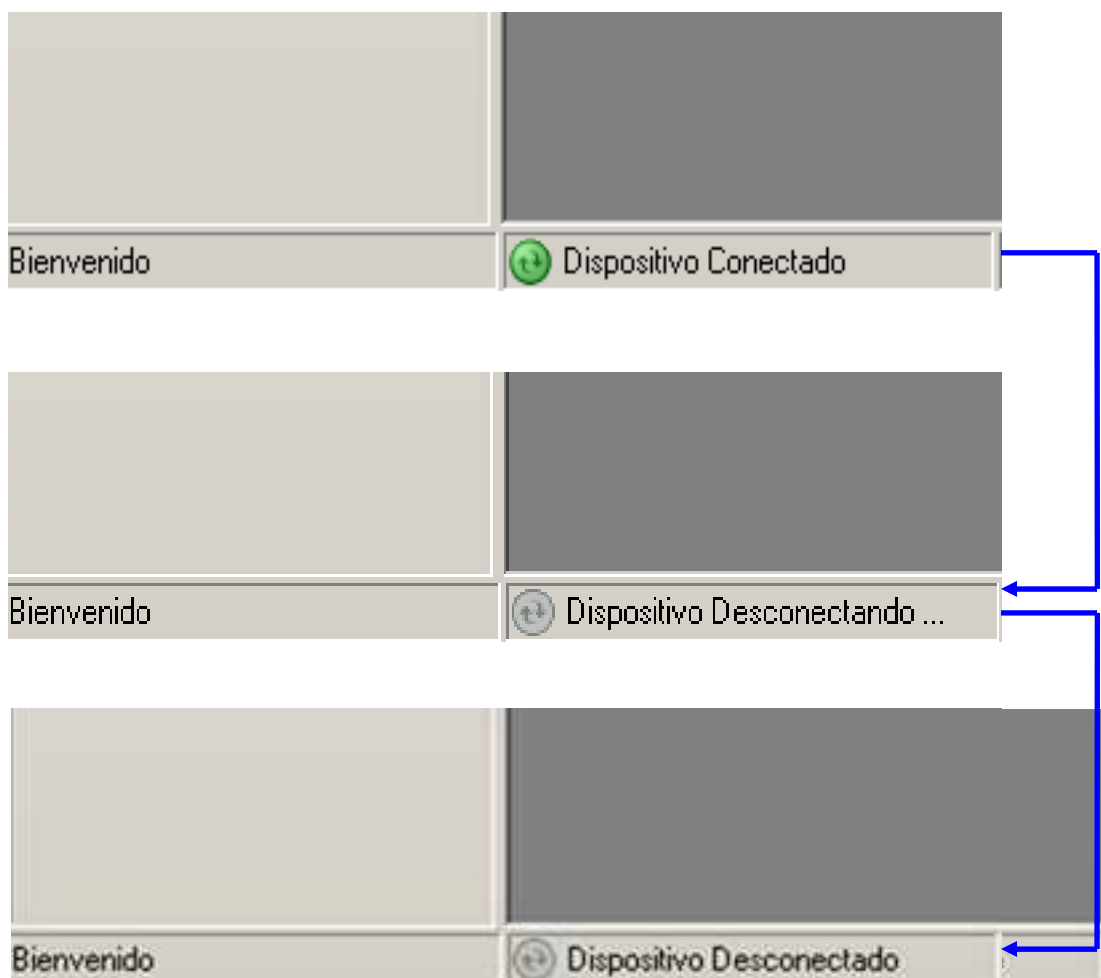 Bienvenido
Dispositivo Conectado
Bienvenido
Dispositivo Desconectando ...
Bienvenido
Dispositivo Desconectado